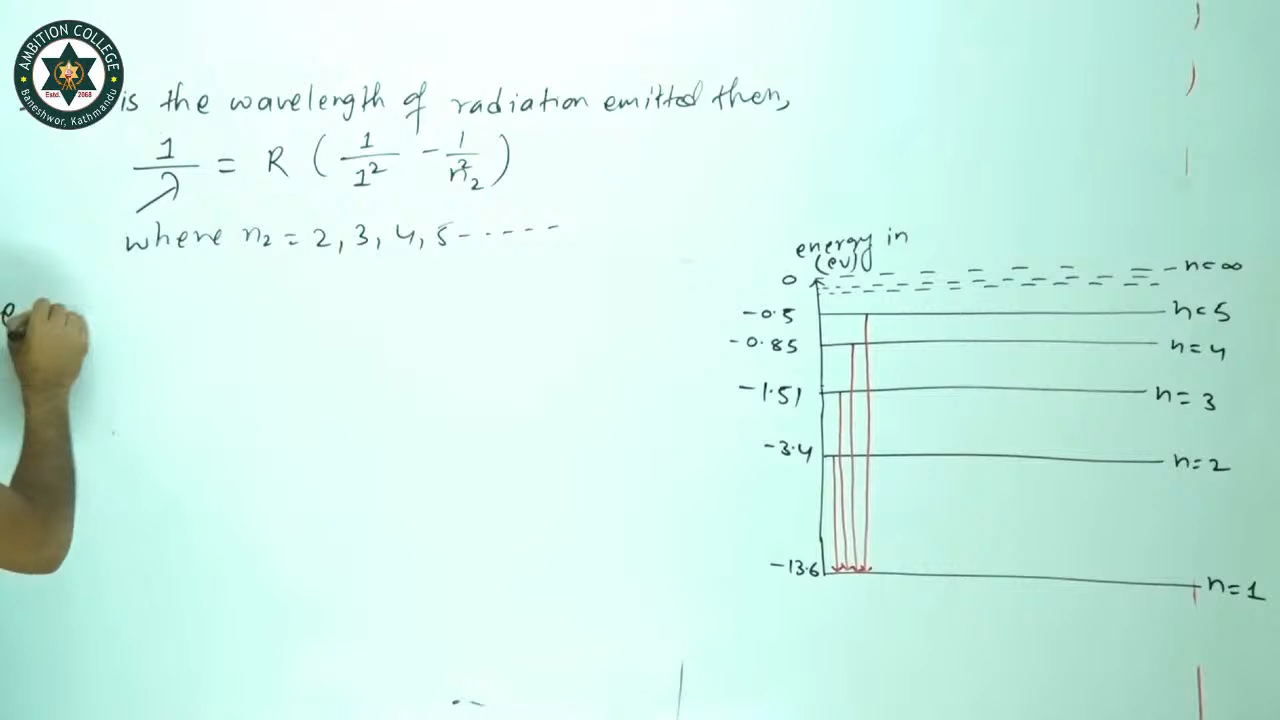 AMBITION COLLEGE
Estd. 2068
Baneshwor, Kathmandu
is the wavelength of radiation emitted then,
1/λ = R (1/1² - 1/n₂²)
where n₂ = 2, 3, 4, 5-----
energy in
(eV)
0
n=∞
-0.5
n=5
-0.85
n=4
-1.51
n=3
-3.4
n=2
-13.6
n=1